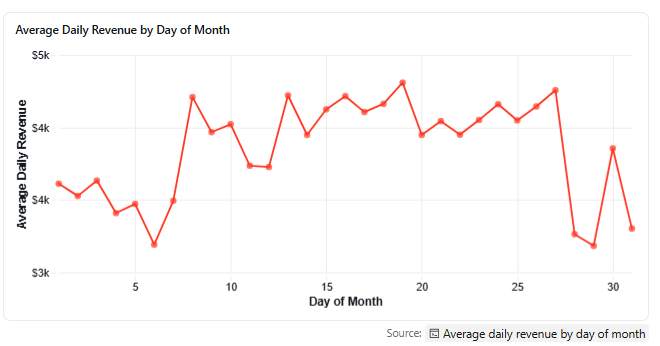 Average Daily Revenue by Day of Month
$5k
$4k
$4k
$3k
Average Daily Revenue
5 10 15 20 25 30
Day of Month
Source: Average daily revenue by day of month